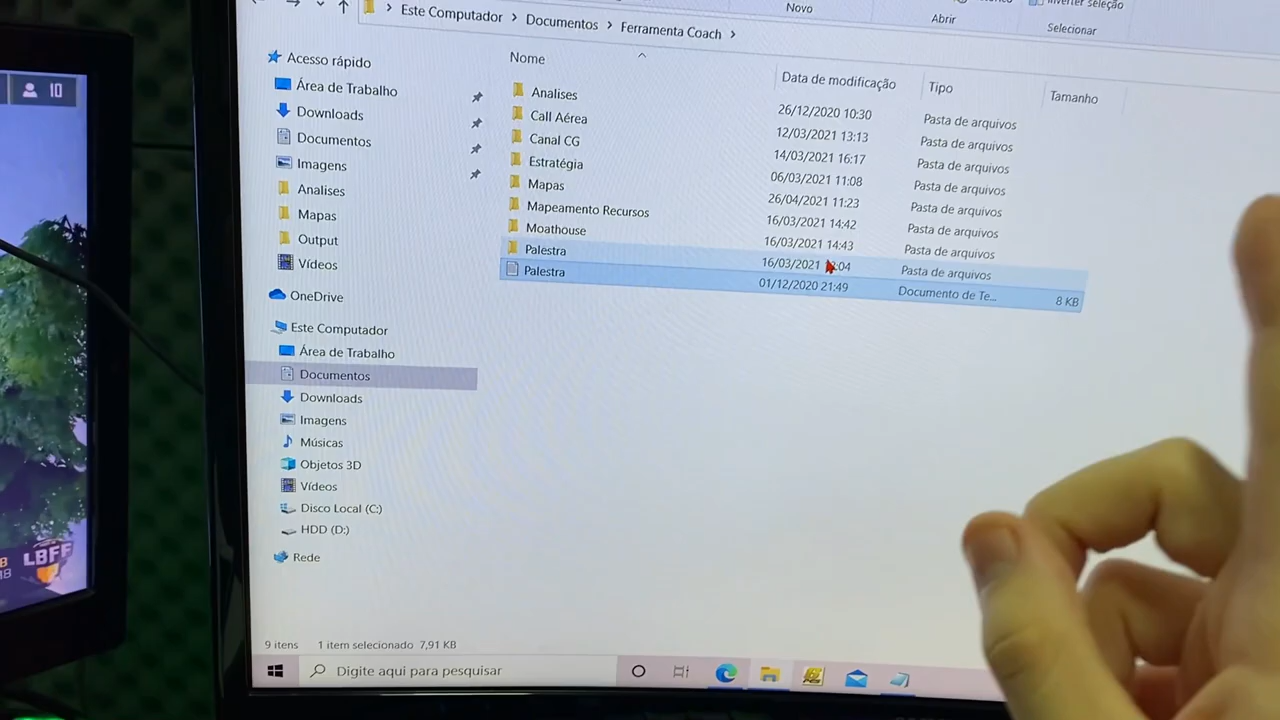 Novo
Abrir
Inverter seleção
Selecionar
Este Computador > Documentos > Ferramenta Coach >
Nome Data de modificação Tipo Tamanho
Analises 26/12/2020 10:30 Pasta de arquivos
Call Aérea 12/03/2021 13:13 Pasta de arquivos
Canal CG 14/03/2021 16:17 Pasta de arquivos
Estratégia 06/03/2021 11:08 Pasta de arquivos
Mapas 26/04/2021 11:23 Pasta de arquivos
Mapeamento Recursos 16/03/2021 14:42 Pasta de arquivos
Moathouse 16/03/2021 14:43 Pasta de arquivos
Palestra 16/03/2021 :04 Pasta de arquivos
Palestra 01/12/2020 21:49 Documento de Te... 8 KB
Acesso rápido
Área de Trabalho
Downloads
Documentos
Imagens
Analises
Mapas
Output
Vídeos
OneDrive
Este Computador
Área de Trabalho
Documentos
Downloads
Imagens
Músicas
Objetos 3D
Vídeos
Disco Local (C:)
HDD (D:)
Rede
9 itens 1 item selecionado 7,91 KB
Digite aqui para pesquisar
10
LBFF